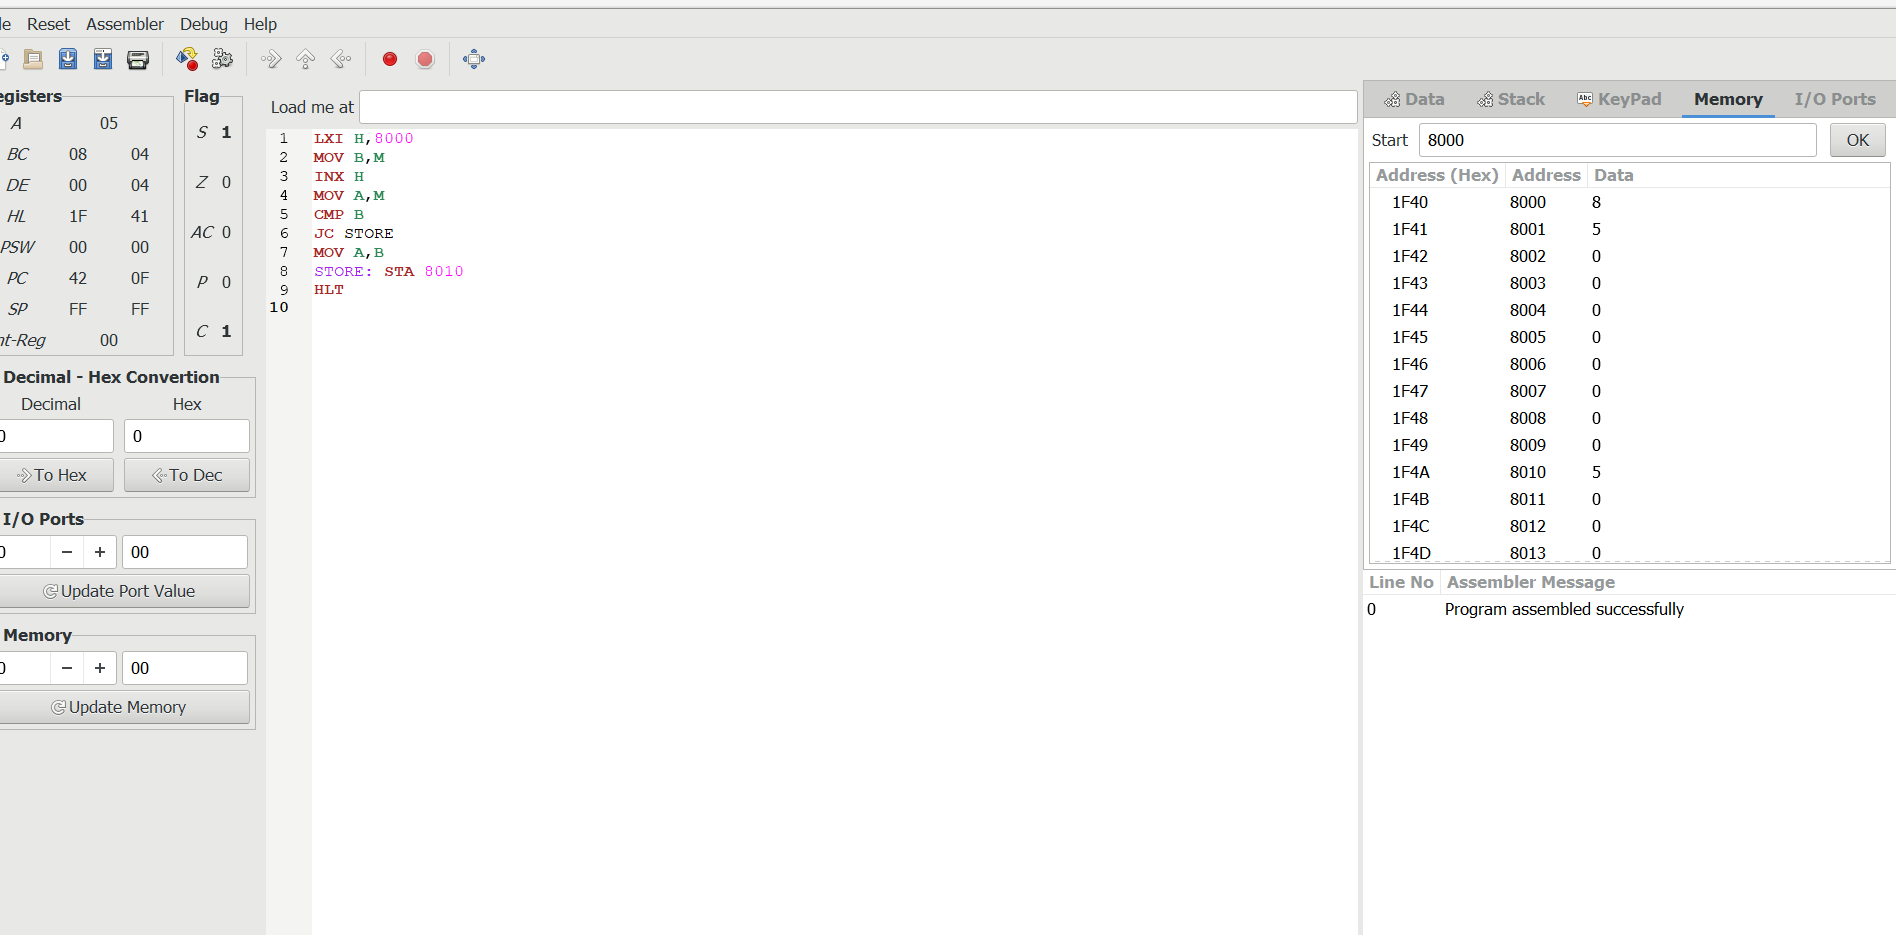 le Reset Assembler Debug Help
egisters
A 05
BC 08 04
DE 00 04
HL 1F 41
PSW 00 00
PC 42 0F
SP FF FF
nt-Reg 00
Flag
S 1
Z 0
AC 0
P 0
C 1
Decimal - Hex Convertion
Decimal Hex
0 0
To Hex To Dec
I/O Ports
0 − + 00
Update Port Value
Memory
0 − + 00
Update Memory
Load me at
1 LXI H,8000
2 MOV B,M
3 INX H
4 MOV A,M
5 CMP B
6 JC STORE
7 MOV A,B
8 STORE: STA 8010
9 HLT
10
Data Stack Abc KeyPad Memory I/O Ports
Start 8000 OK
Address (Hex) Address Data
1F40 8000 8
1F41 8001 5
1F42 8002 0
1F43 8003 0
1F44 8004 0
1F45 8005 0
1F46 8006 0
1F47 8007 0
1F48 8008 0
1F49 8009 0
1F4A 8010 5
1F4B 8011 0
1F4C 8012 0
1F4D 8013 0
Line No Assembler Message
0 Program assembled successfully